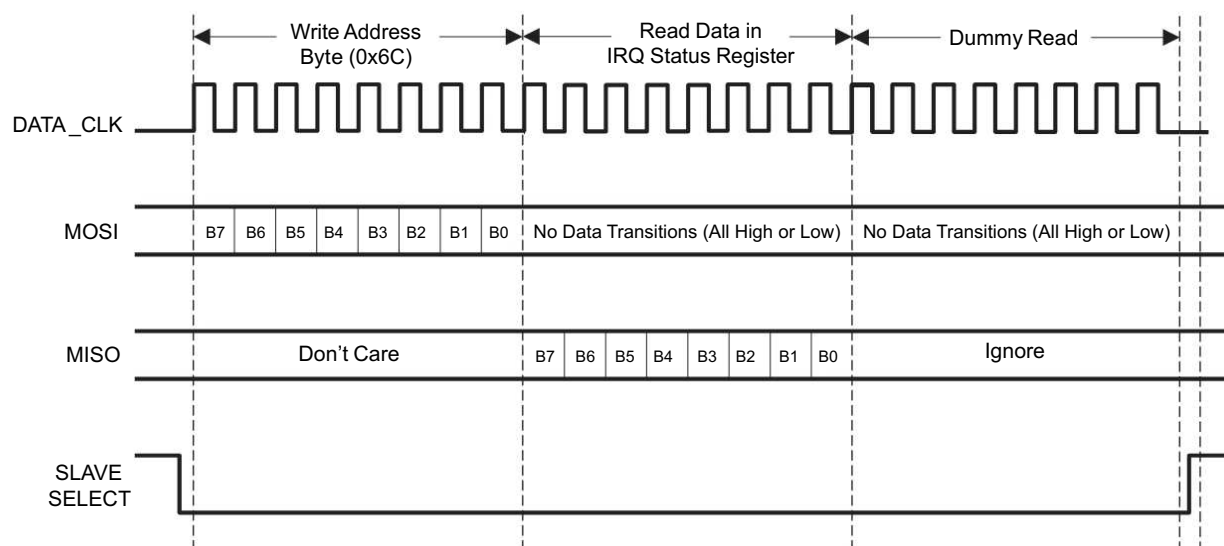 Write Address
Byte (0x6C)
Read Data in
IRQ Status Register
Dummy Read
DATA_CLK
MOSI
B7 B6 B5 B4 B3 B2 B1 B0
No Data Transitions (All High or Low)
No Data Transitions (All High or Low)
MISO
Don't Care
B7 B6 B5 B4 B3 B2 B1 B0
Ignore
SLAVE
SELECT